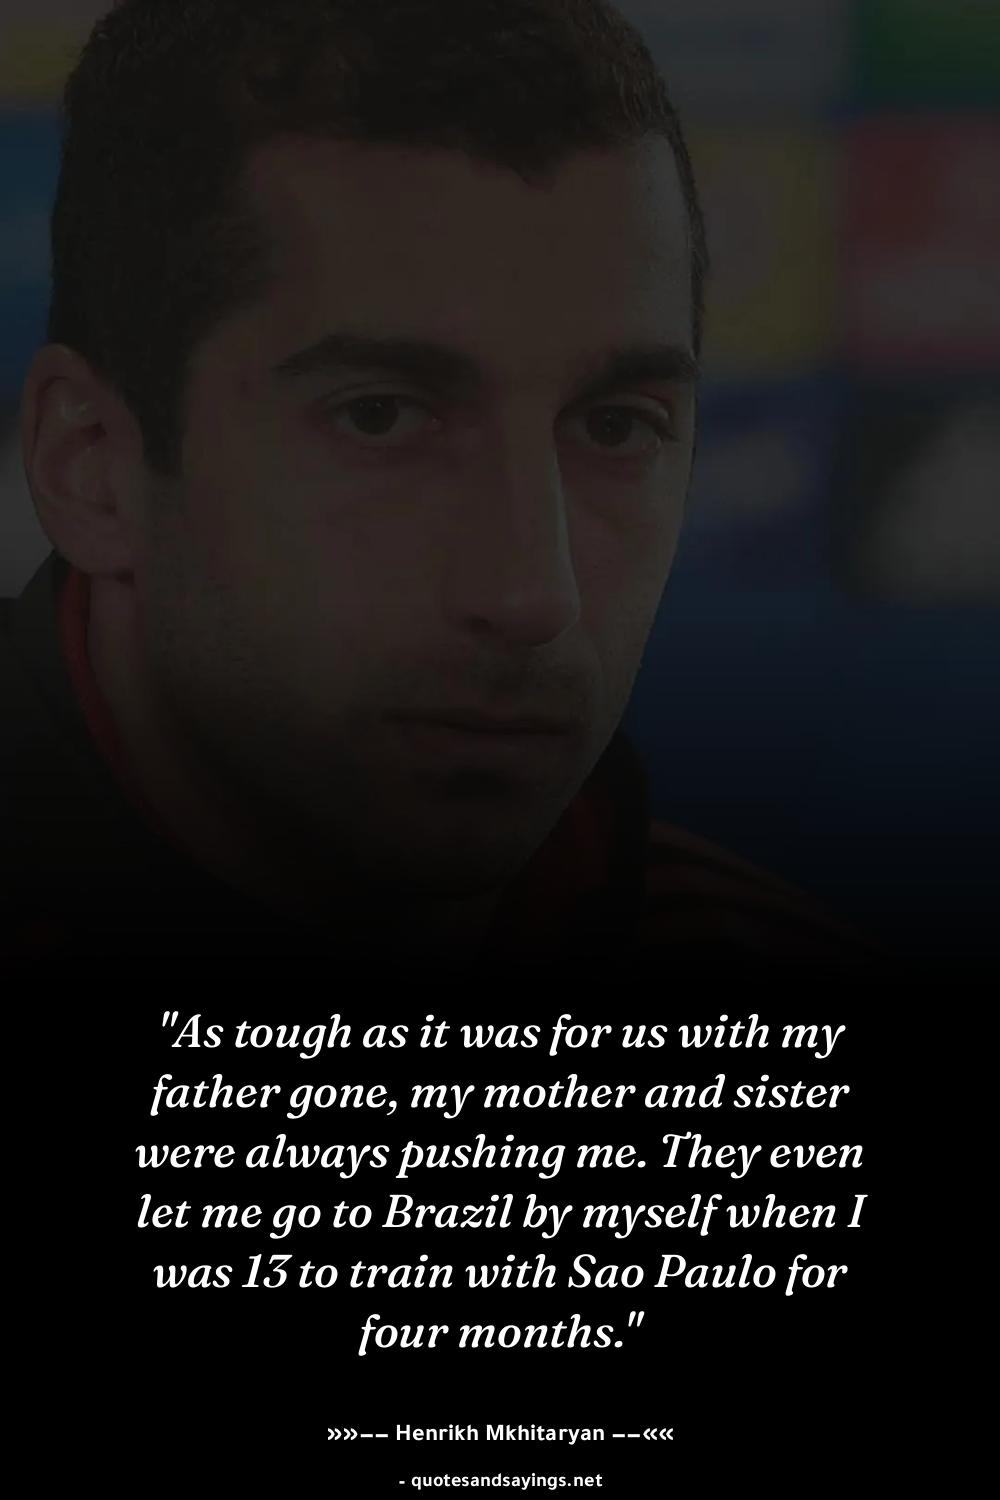 "As tough as it was for us with my
father gone, my mother and sister
were always pushing me. They even
let me go to Brazil by myself when I
was 13 to train with Sao Paulo for
four months."
»»−− Henrikh Mkhitaryan −−««
- quotesandsayings.net